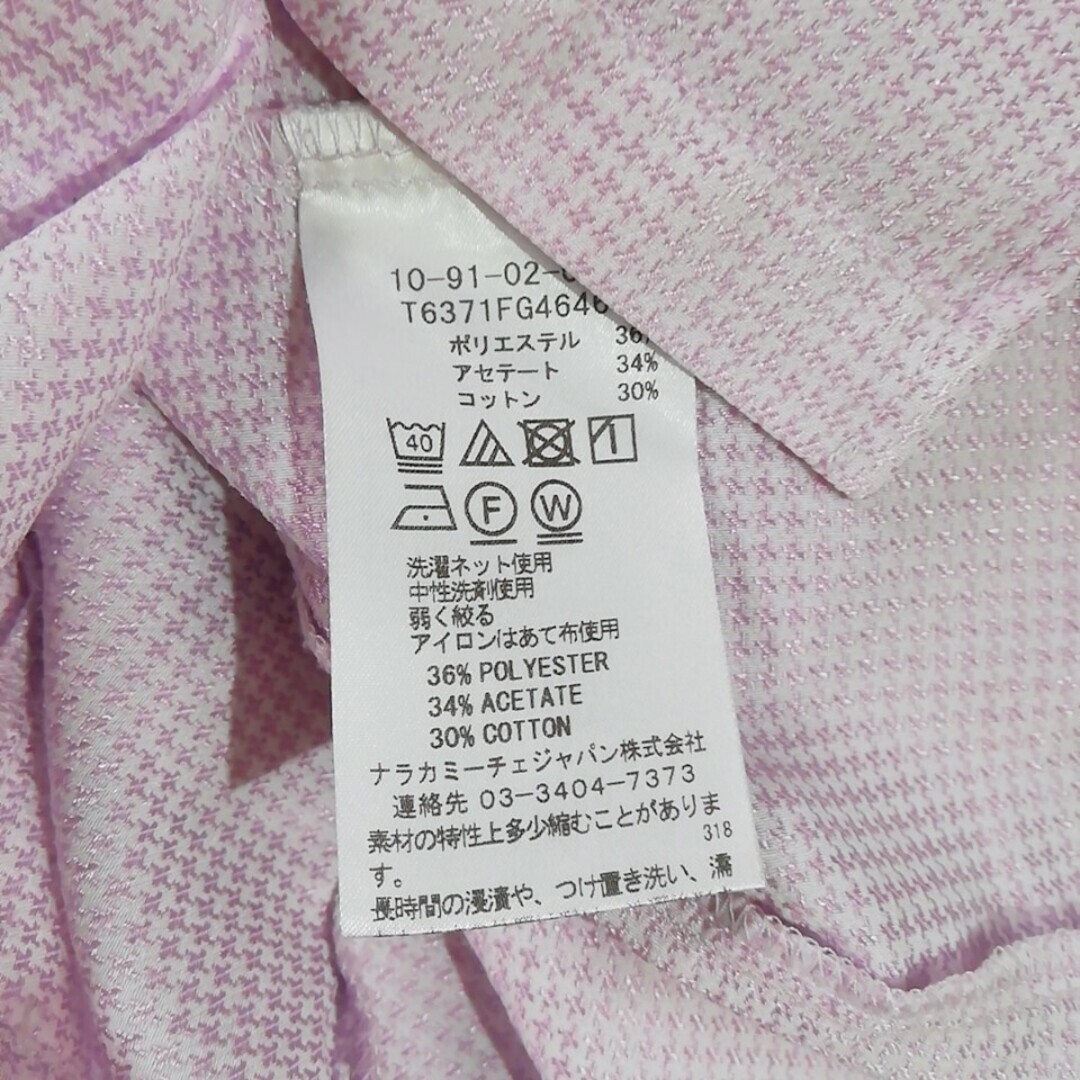 10-91-02-
T6371FG4646
ポリエステル 36%
アセテート 34%
コットン 30%
40
F W
洗濯ネット使用
中性洗剤使用
弱く絞る
アイロンはあて布使用
36% POLYESTER
34% ACETATE
30% COTTON
ナラカミーチェジャパン株式会社
連絡先 03-3404-7373
素材の特性上多少縮むことがありま
す。 318
長時間の浸漬や、つけ置き洗い、濡